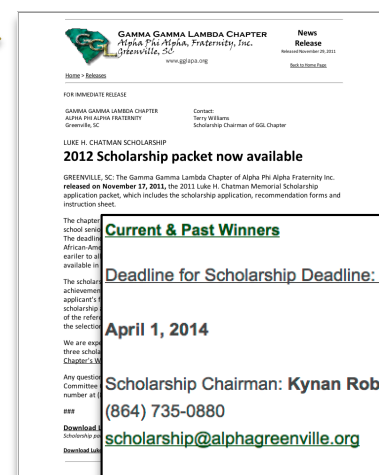 GAMMA GAMMA LAMBDA CHAPTER
Alpha Phi Alpha, Fraternity, Inc.
Greenville, SC
www.gglapa.org
News
Release
Released November 29, 2011
Back to Home Page
Home > Releases
FOR IMMEDIATE RELEASE
GAMMA GAMMA LAMBDA CHAPTER
ALPHA PHI ALPHA FRATERNITY
Greenville, SC
Contact:
Terry Williams
Scholarship Chairman of GGL Chapter
LUKE H. CHATMAN SCHOLARSHIP
2012 Scholarship packet now available
GREENVILLE, SC: The Gamma Gamma Lambda Chapter of Alpha Phi Alpha Fraternity Inc.
released on November 17, 2011, the 2011 Luke H. Chatman Memorial Scholarship
application packet, which includes the scholarship application, recommendation forms and
instruction sheet.
The chapter
school senio
The deadline
African-Ame
eariler to all
available in
The scholars
achievemen
applicant's f
scholarship
of the refere
the selection
We are expe
three schola
Chapter's W
Any question
Committee
number at (
###
Download L
Scholarship pa
Download Luke
Current & Past Winners
Deadline for Scholarship Deadline:
April 1, 2014
Scholarship Chairman: Kynan Rob
(864) 735-0880
scholarship@alphagreenville.org